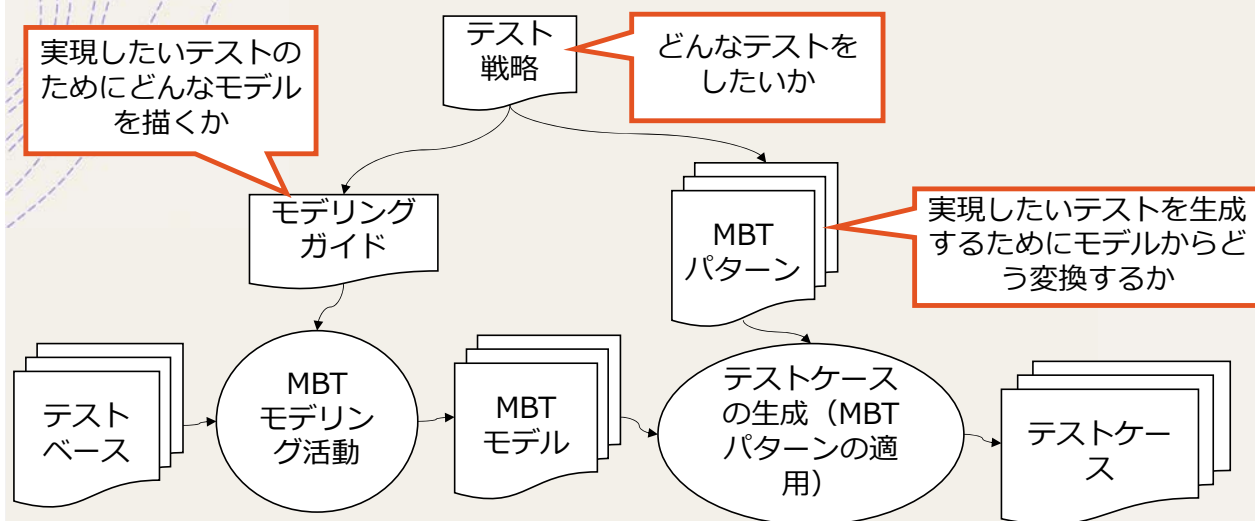 実現したいテストの
ためにどんなモデル
を描くか
テスト
戦略
どんなテストを
したいか
モデリング
ガイド
MBT
パターン
実現したいテストを生成
するためにモデルからど
う変換するか
テスト
ベース
MBT
モデリン
グ活動
MBT
モデル
テストケース
の生成（MBT
パターンの適
用）
テストケー
ス